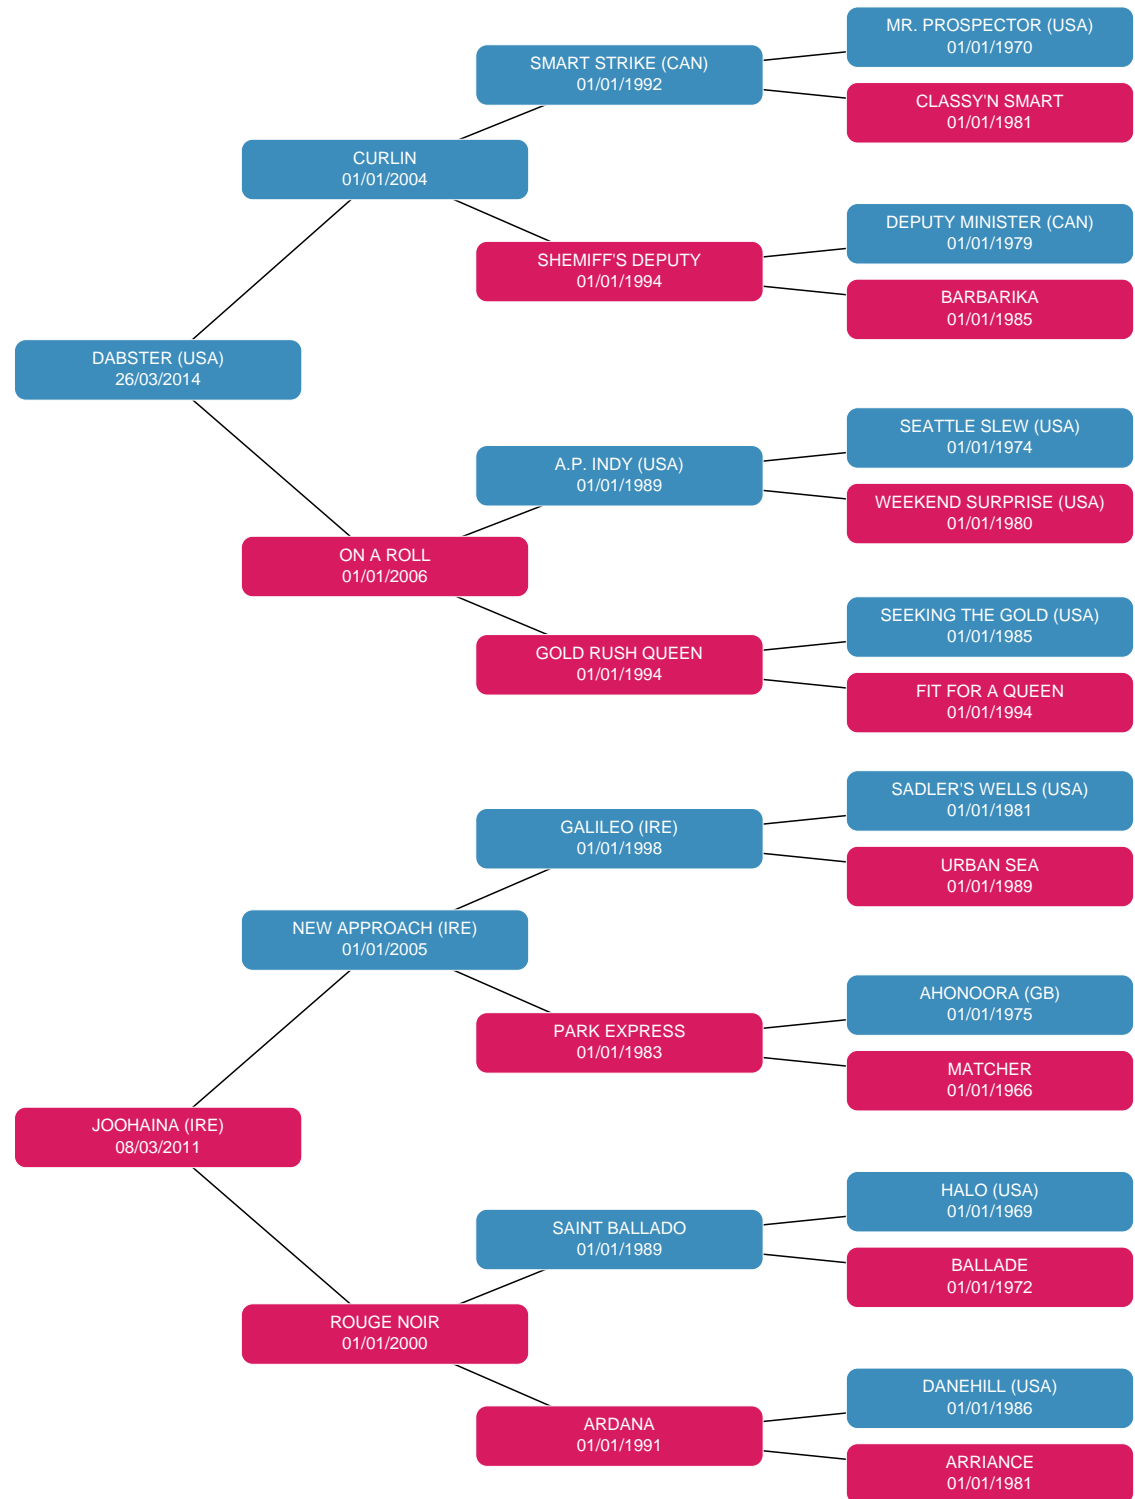 MR. PROSPECTOR (USA)
01/01/1970
SMART STRIKE (CAN)
01/01/1992
CLASSY'N SMART
01/01/1981
CURLIN
01/01/2004
DEPUTY MINISTER (CAN)
01/01/1979
SHEMIFF'S DEPUTY
01/01/1994
BARBARIKA
01/01/1985
DABSTER (USA)
26/03/2014
SEATTLE SLEW (USA)
01/01/1974
A.P. INDY (USA)
01/01/1989
WEEKEND SURPRISE (USA)
01/01/1980
ON A ROLL
01/01/2006
SEEKING THE GOLD (USA)
01/01/1985
GOLD RUSH QUEEN
01/01/1994
FIT FOR A QUEEN
01/01/1994
SADLER'S WELLS (USA)
01/01/1981
GALILEO (IRE)
01/01/1998
URBAN SEA
01/01/1989
NEW APPROACH (IRE)
01/01/2005
AHONOORA (GB)
01/01/1975
PARK EXPRESS
01/01/1983
MATCHER
01/01/1966
JOOHAINA (IRE)
08/03/2011
HALO (USA)
01/01/1969
SAINT BALLADO
01/01/1989
BALLADE
01/01/1972
ROUGE NOIR
01/01/2000
DANEHILL (USA)
01/01/1986
ARDANA
01/01/1991
ARRIANCE
01/01/1981